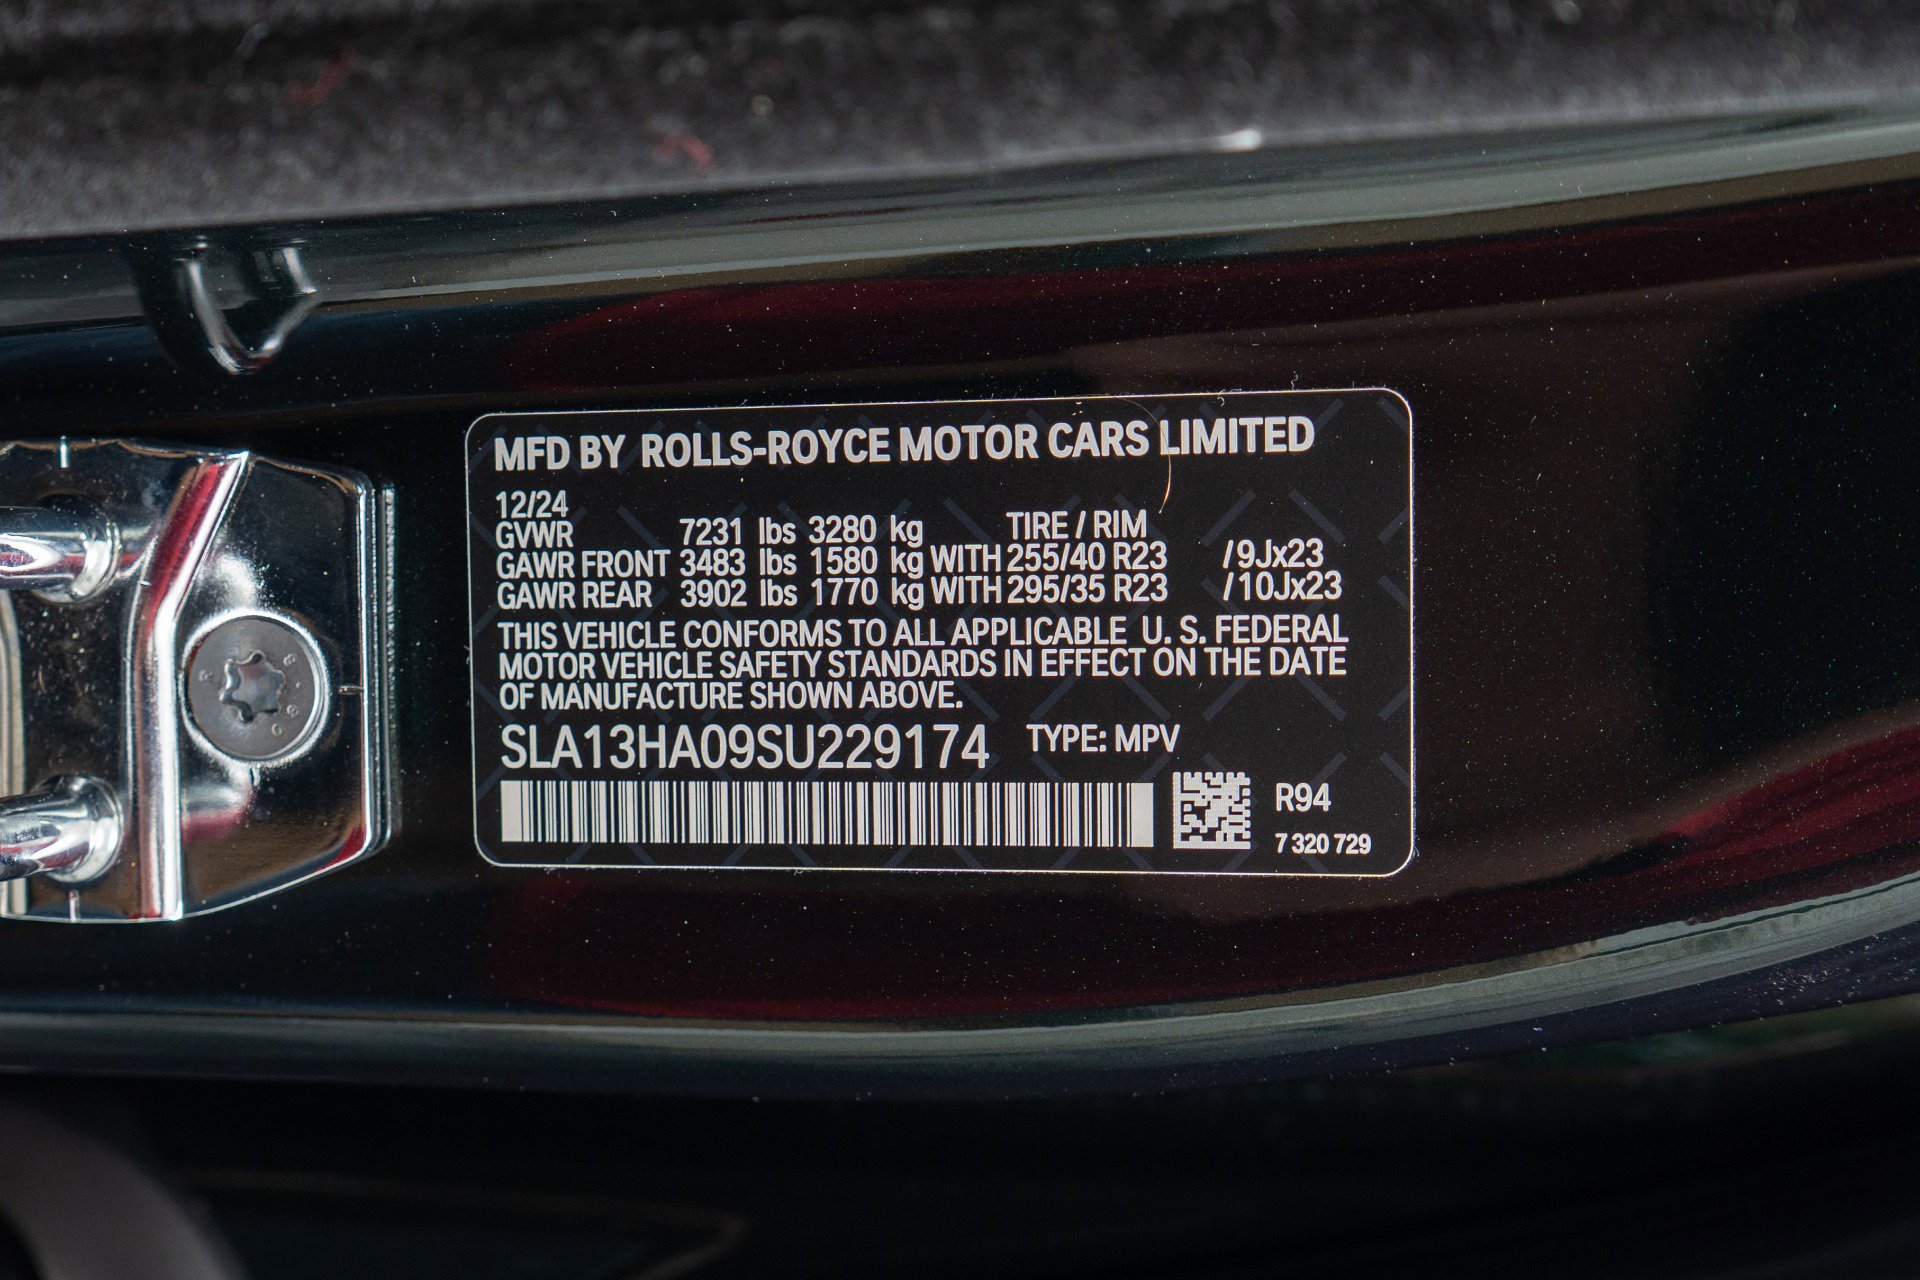 MFD BY ROLLS-ROYCE MOTOR CARS LIMITED
12/24
GVWR 7231 lbs 3280 kg TIRE / RIM
GAWR FRONT 3483 lbs 1580 kg WITH 255/40 R23 /9Jx23
GAWR REAR 3902 lbs 1770 kg WITH 295/35 R23 /10Jx23
THIS VEHICLE CONFORMS TO ALL APPLICABLE U. S. FEDERAL
MOTOR VEHICLE SAFETY STANDARDS IN EFFECT ON THE DATE
OF MANUFACTURE SHOWN ABOVE.
SLA13HA09SU229174 TYPE: MPV
R94
7 320 729